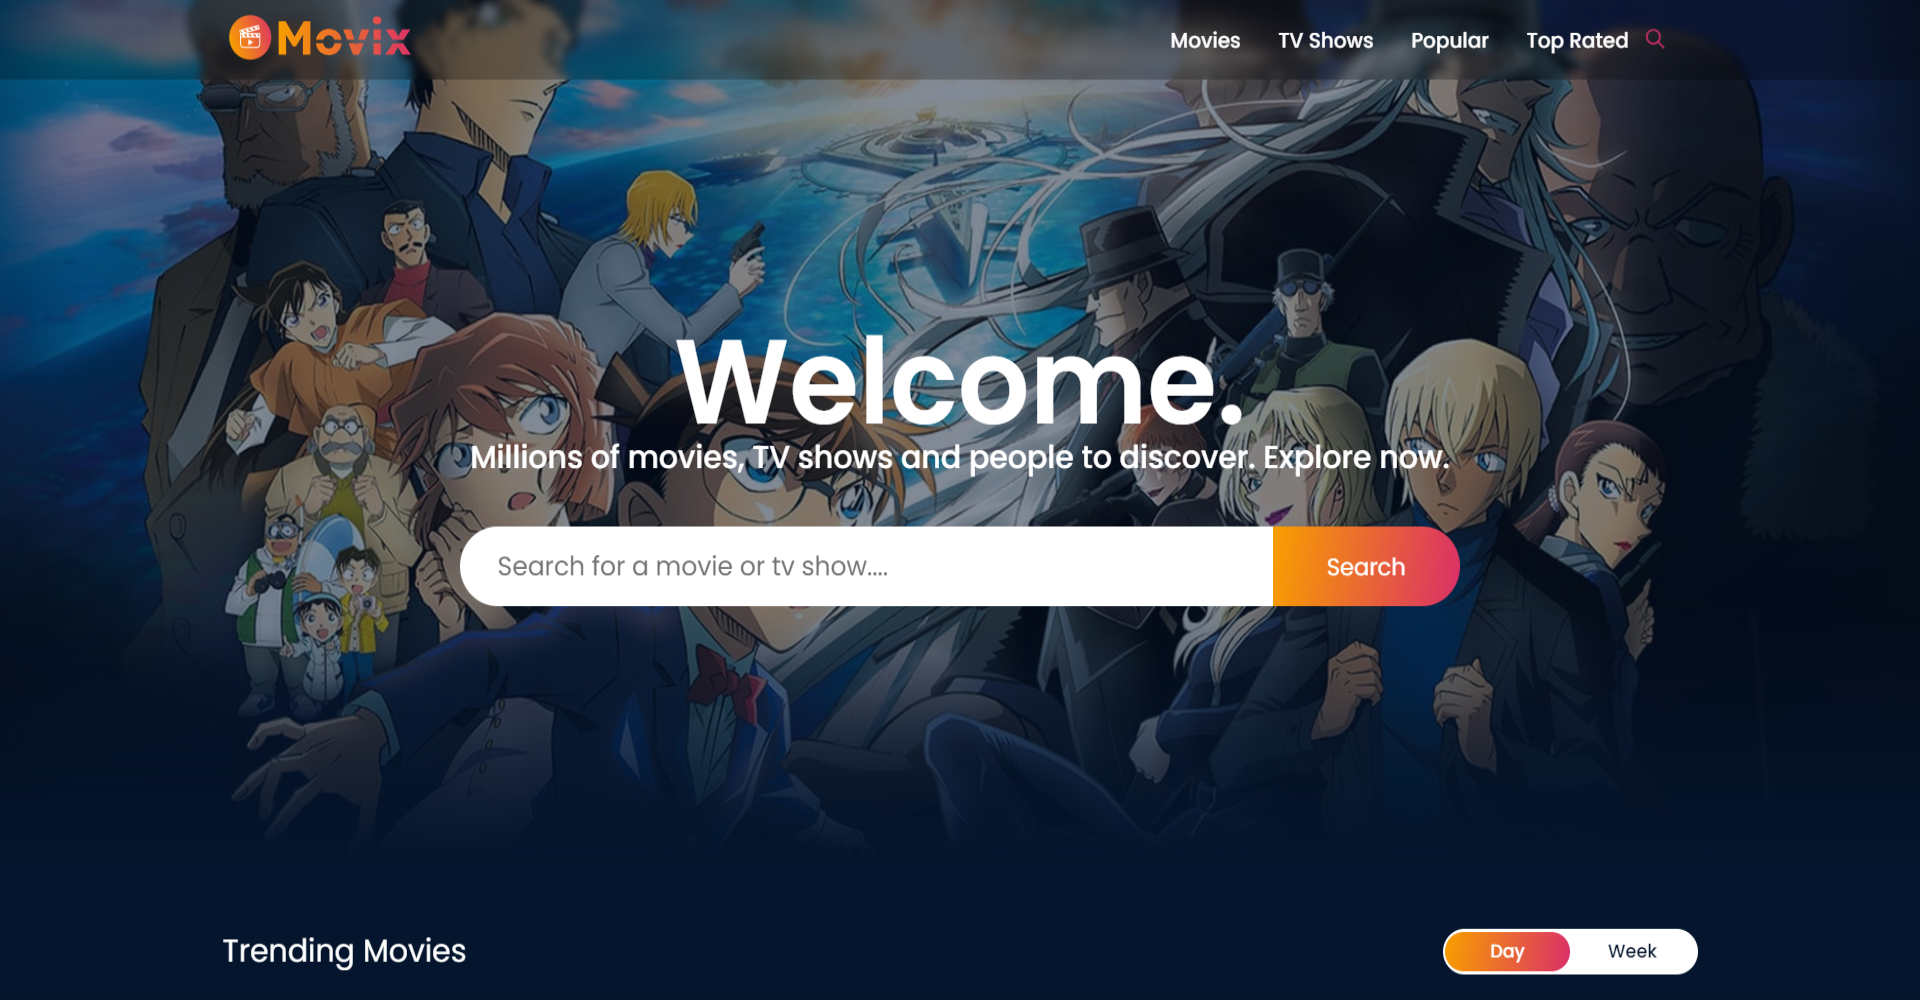 Movix
Movies TV Shows Popular Top Rated
Welcome.
Millions of movies, TV shows and people to discover. Explore now.
Search for a movie or tv show....
Search
Trending Movies
Day Week